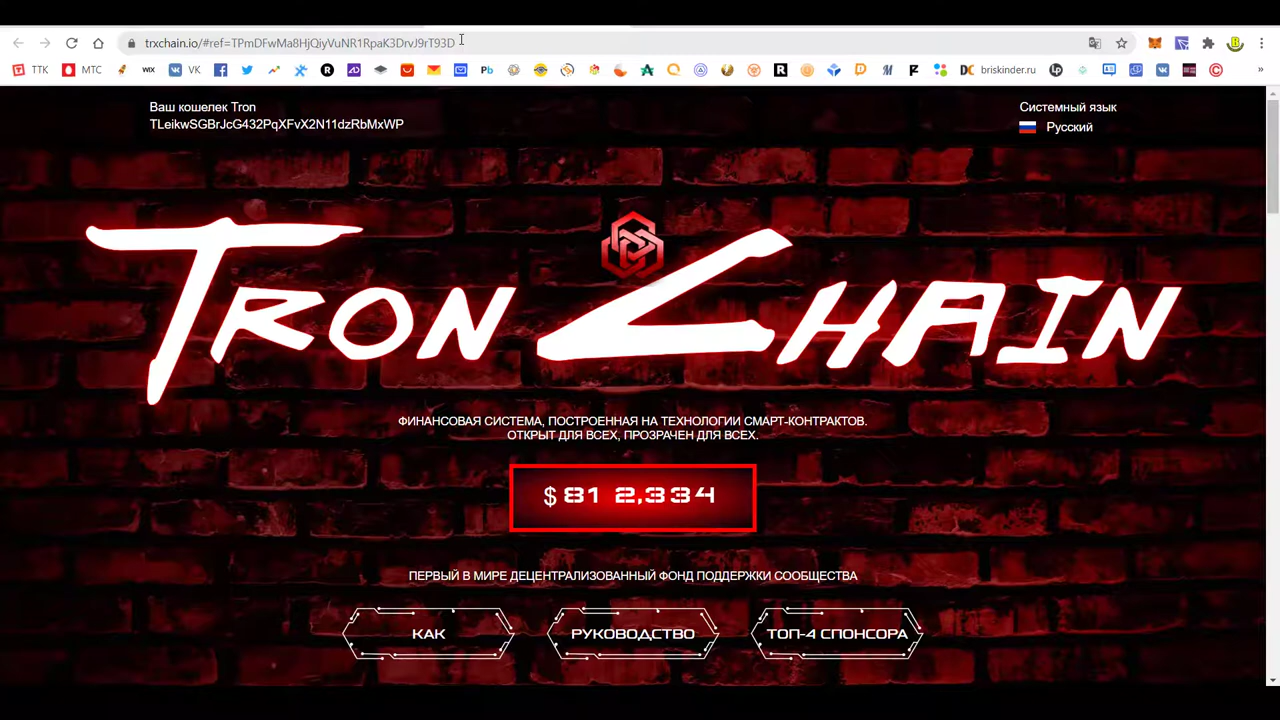 trxchain.io/#ref=TPmDFwMa8HjQiyVuNR1RpaK3DrvJ9rT93D
ТТК
МТС
WIX
VK
briskinder.ru
Ваш кошелек Tron
TLeikwSGBrJcG432PqXFvX2N11dzRbMxWP
Системный язык
Русский
TRON CHAIN
ФИНАНСОВАЯ СИСТЕМА, ПОСТРОЕННАЯ НА ТЕХНОЛОГИИ СМАРТ-КОНТРАКТОВ.
ОТКРЫТ ДЛЯ ВСЕХ, ПРОЗРАЧЕН ДЛЯ ВСЕХ.
$ 81 2,334
ПЕРВЫЙ В МИРЕ ДЕЦЕНТРАЛИЗОВАННЫЙ ФОНД ПОДДЕРЖКИ СООБЩЕСТВА
КАК
РУКОВОДСТВО
ТОП-4 СПОНСОРА